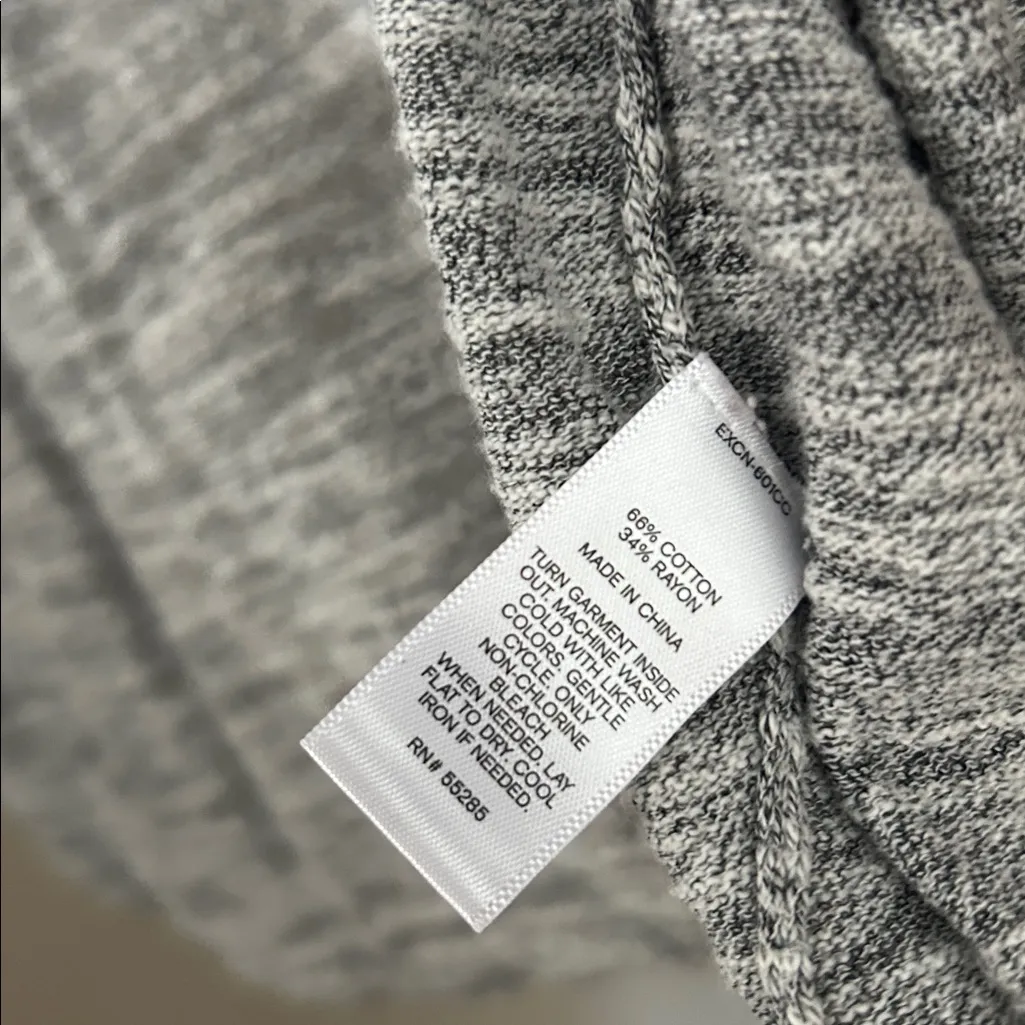 EXCN-601CC
66% COTTON
34% RAYON
MADE IN CHINA
TURN GARMENT INSIDE
OUT. MACHINE WASH
COLD WITH LIKE
COLORS, GENTLE
CYCLE. ONLY
NON-CHLORINE
BLEACH
WHEN NEEDED, LAY
FLAT TO DRY, COOL
IRON IF NEEDED.
RN# 55285